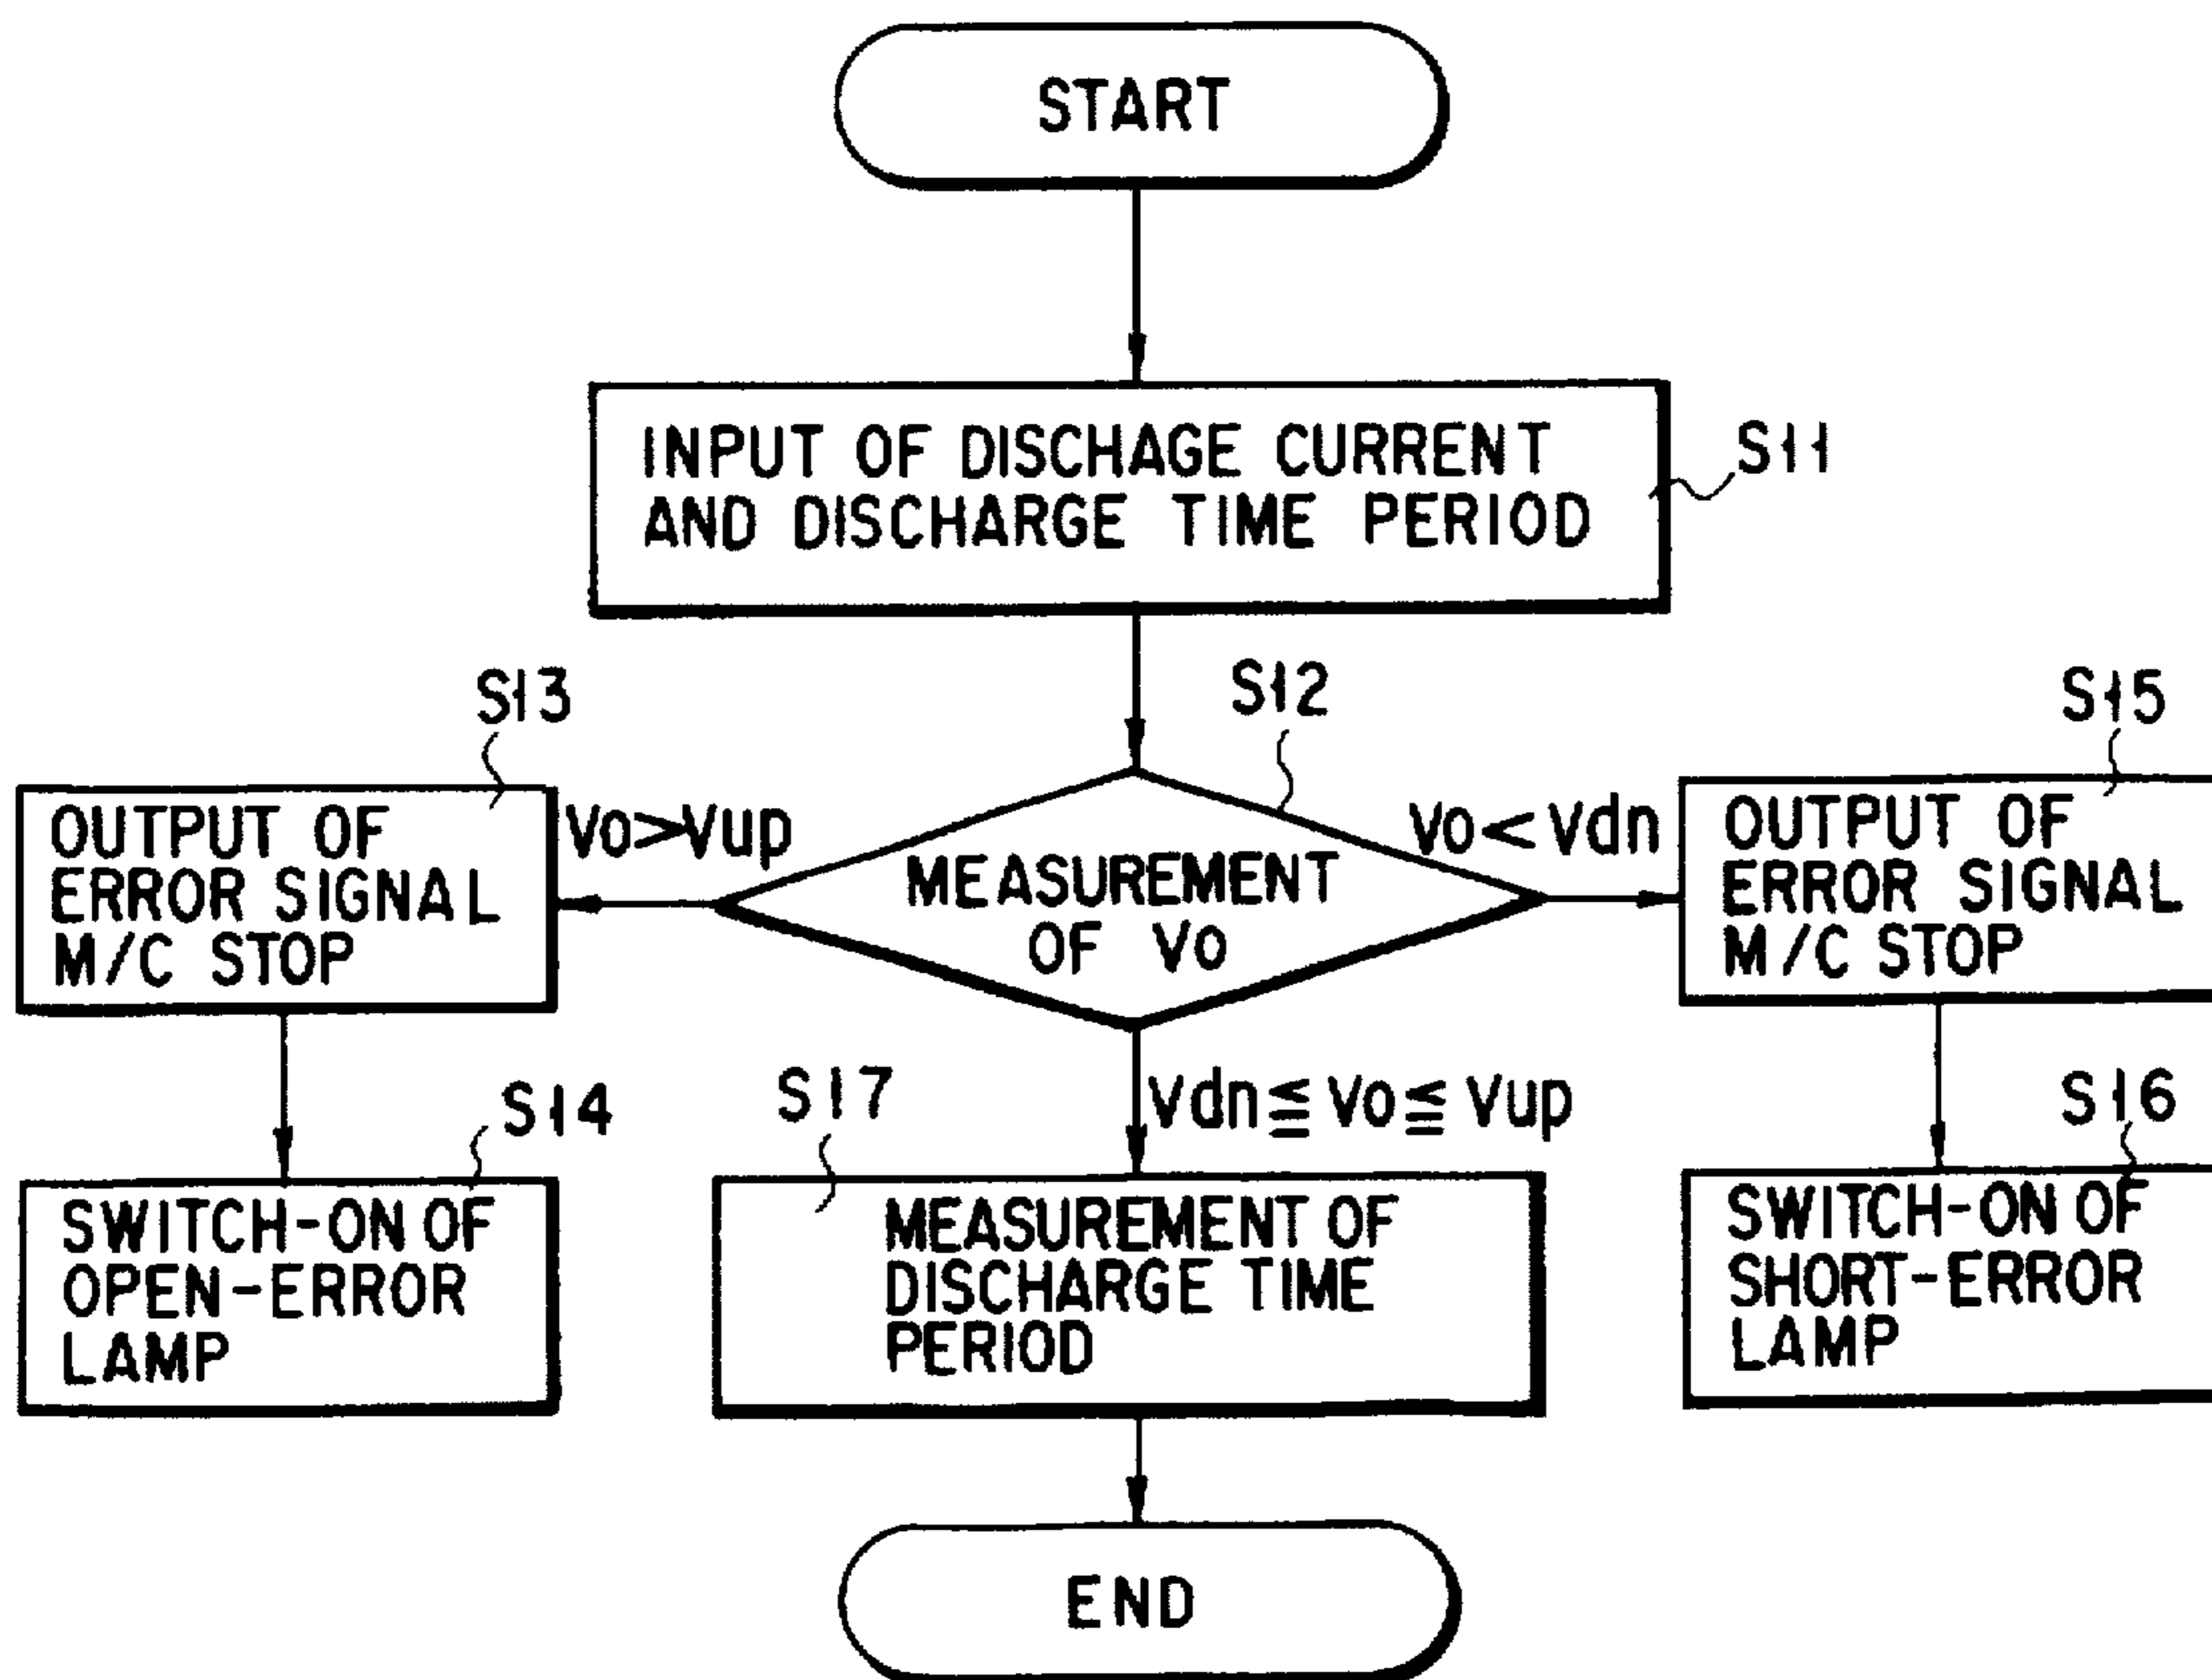 START
INPUT OF DISCHAGE CURRENT
AND DISCHARGE TIME PERIOD
S11
S13
S12
S15
OUTPUT OF
ERROR SIGNAL
M/C STOP
Vo>Vup
MEASUREMENT
OF Vo
Vo<Vdn
OUTPUT OF
ERROR SIGNAL
M/C STOP
S14
S17
Vdn≦Vo≦Vup
S16
SWITCH-ON OF
OPEN-ERROR
LAMP
MEASUREMENT OF
DISCHARGE TIME
PERIOD
SWITCH-ON OF
SHORT-ERROR
LAMP
END